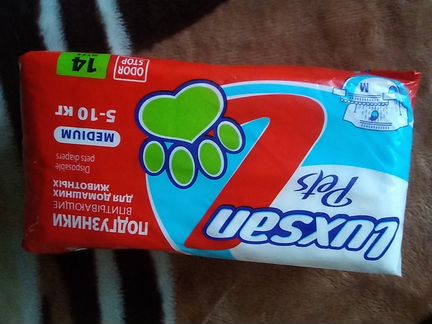 Luxsan
Pets
ПОДГУЗНИКИ
ВПИТЫВАЮЩИЕ
ДЛЯ ДОМАШНИХ
ЖИВОТНЫХ
Disposable
pets diapers
MEDIUM
5-10 КГ
14
ODOR
STOP
M